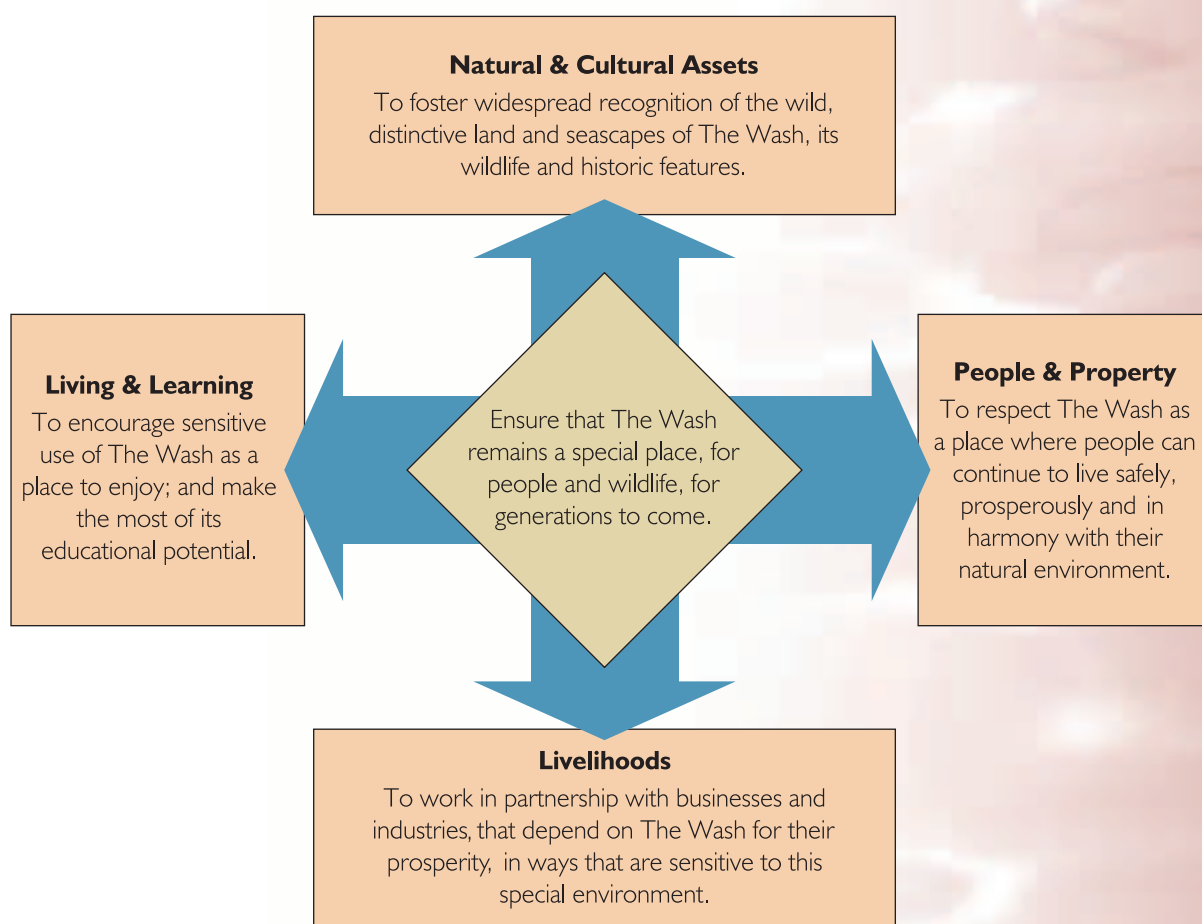 Natural & Cultural Assets
To foster widespread recognition of the wild,
distinctive land and seascapes of The Wash, its
wildlife and historic features.
Living & Learning
To encourage sensitive
use of The Wash as a
place to enjoy; and make
the most of its
educational potential.
Ensure that The Wash
remains a special place, for
people and wildlife, for
generations to come.
People & Property
To respect The Wash as
a place where people can
continue to live safely,
prosperously and in
harmony with their
natural environment.
Livelihoods
To work in partnership with businesses and
industries, that depend on The Wash for their
prosperity, in ways that are sensitive to this
special environment.